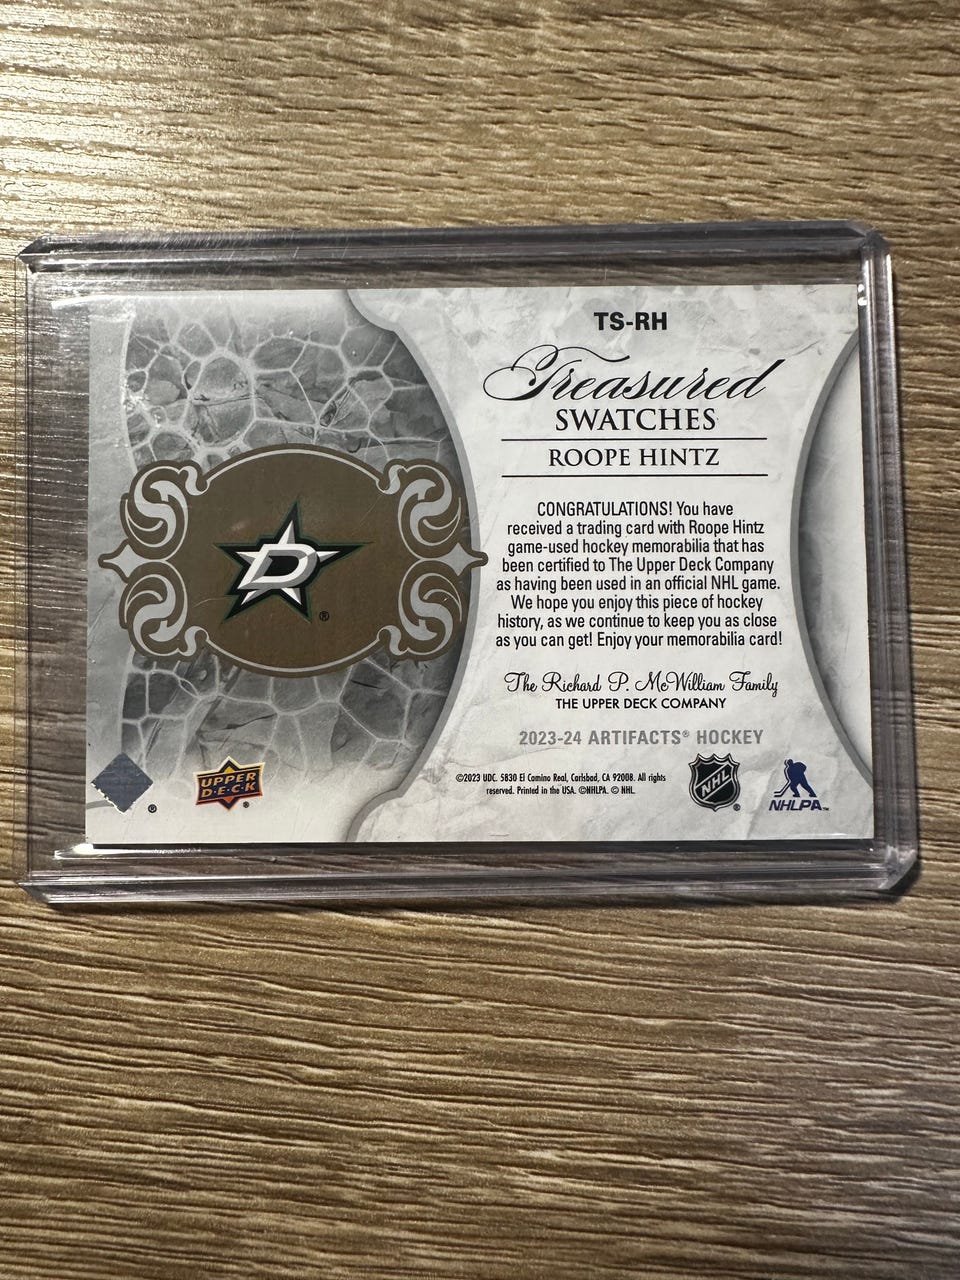 TS-RH
Treasured
SWATCHES
ROOPE HINTZ
CONGRATULATIONS! You have
received a trading card with Roope Hintz
game-used hockey memorabilia that has
been certified to The Upper Deck Company
as having been used in an official NHL game.
We hope you enjoy this piece of hockey
history, as we continue to keep you as close
as you can get! Enjoy your memorabilia card!
The Richard P. McWilliam Family
THE UPPER DECK COMPANY
2023-24 ARTIFACTS® HOCKEY
©2023 UDC. 5830 El Camino Real, Carlsbad, CA 92008. All rights
reserved. Printed in the USA. ©NHLPA. © NHL.
D
®
®
UPPER
D·E·C·K
®
NHL
®
NHLPA™